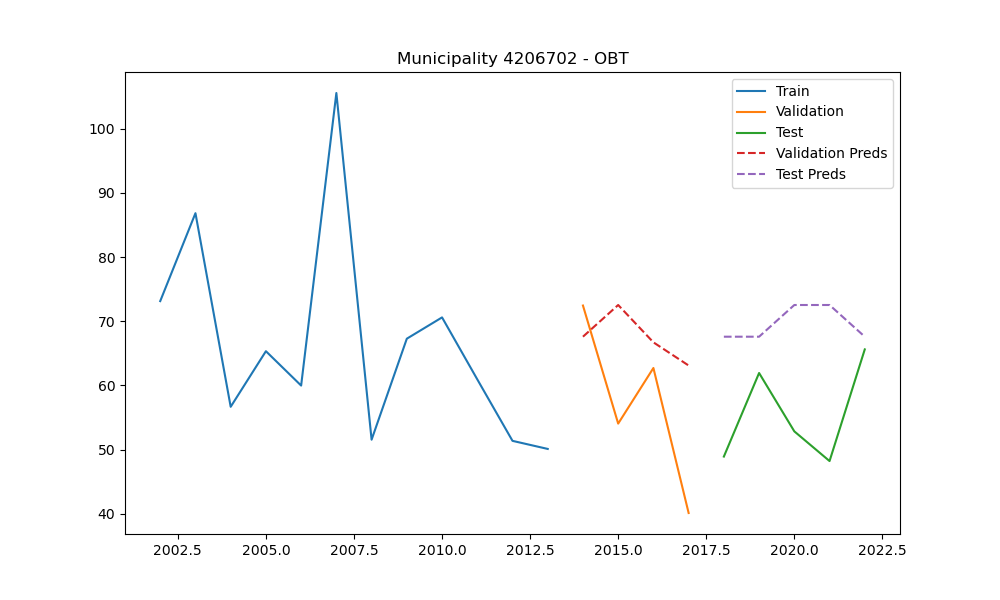 Municipality 4206702 - OBT
Train
Validation
Test
Validation Preds
Test Preds
100
90
80
70
60
50
40
2002.5 2005.0 2007.5 2010.0 2012.5 2015.0 2017.5 2020.0 2022.5